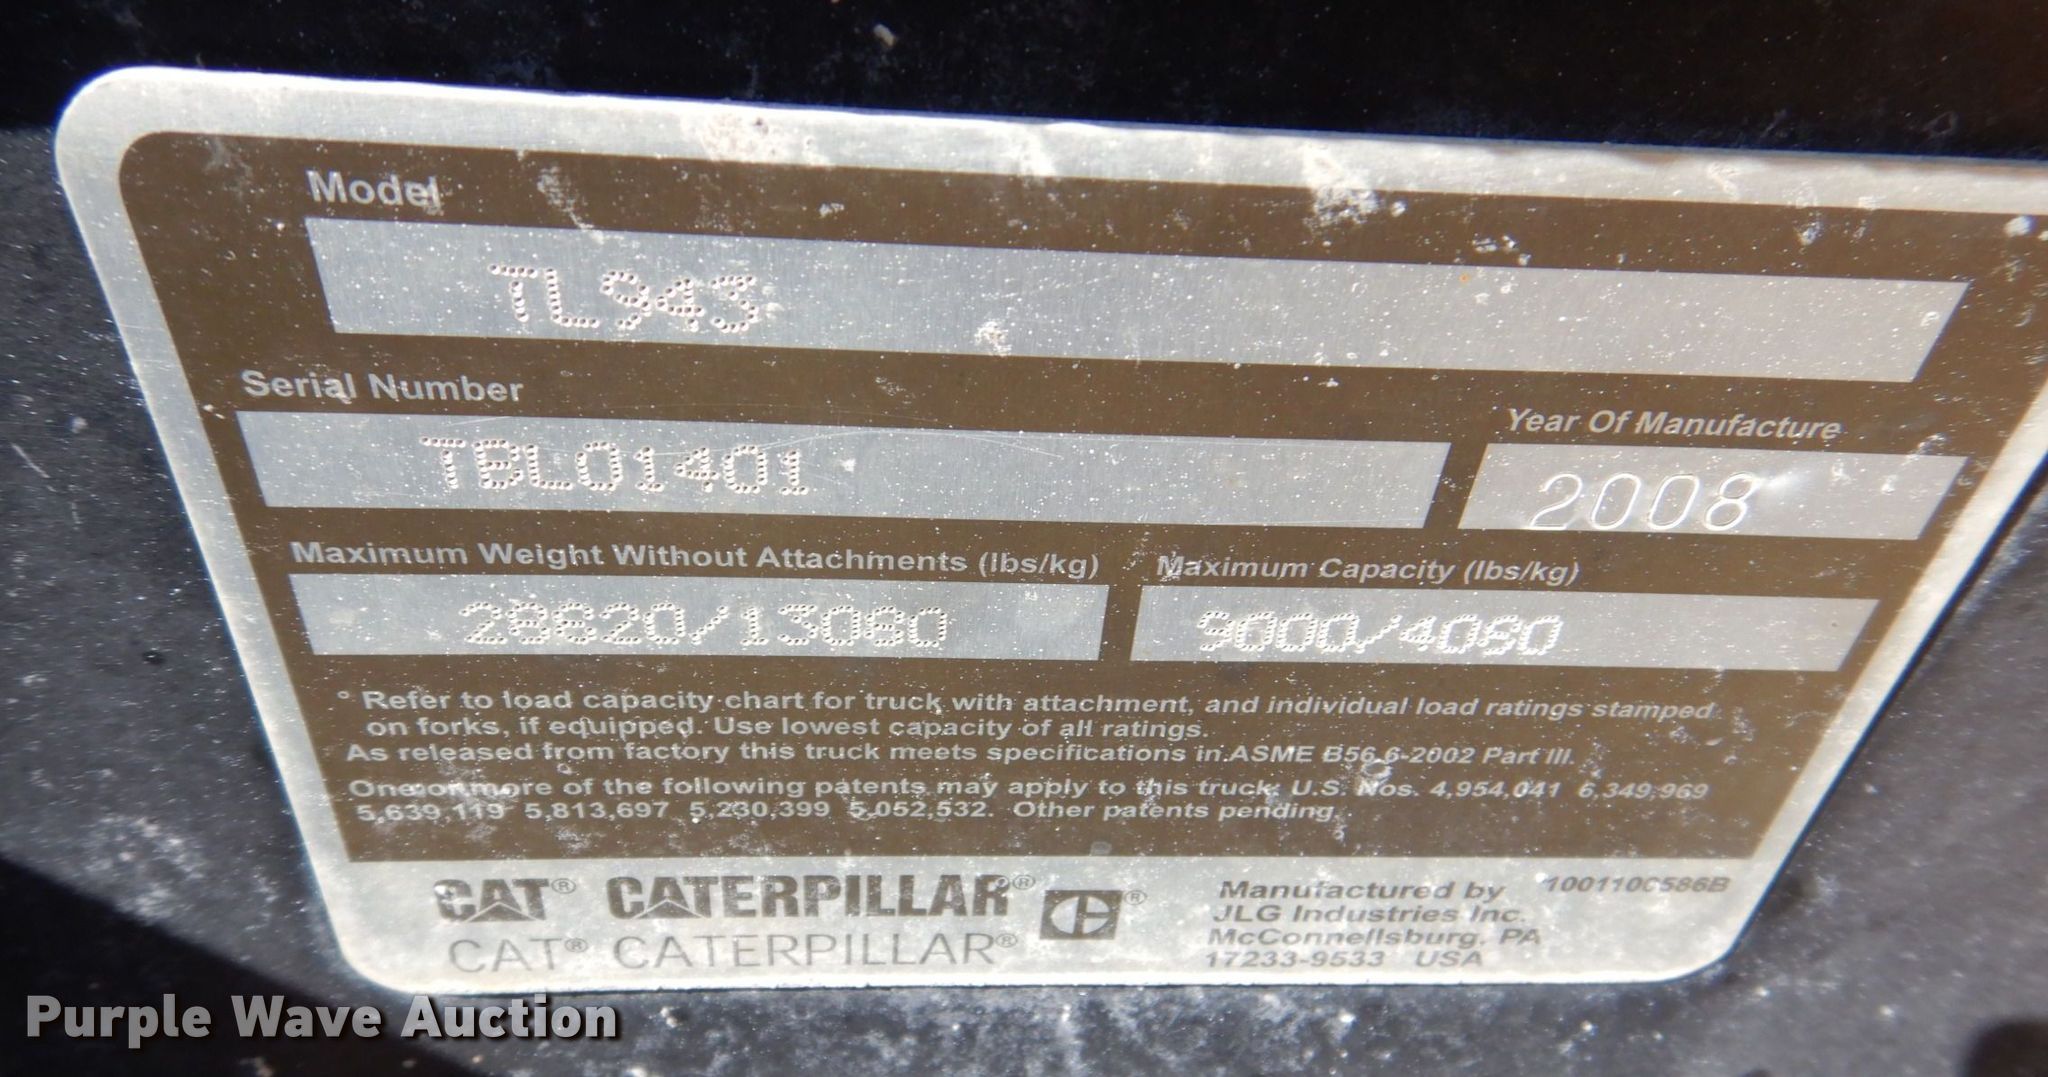 Model
TL943
Serial Number
TBL01401
Year Of Manufacture
2008
Maximum Weight Without Attachments (lbs/kg)
28820/13080
Maximum Capacity (lbs/kg)
9000/4080
° Refer to load capacity chart for truck with attachment, and individual load ratings stamped
on forks, if equipped. Use lowest capacity of all ratings.
As released from factory this truck meets specifications in ASME B56.6-2002 Part III.
One or more of the following patents may apply to this truck: U.S. Nos. 4,954,041 6,349,969
5,639,119 5,813,697 5,230,399 5,052,532. Other patents pending.
CAT® CATERPILLAR® ®
CAT® CATERPILLAR®
Manufactured by
JLG Industries Inc.
McConnellsburg, PA
17233-9533 USA
Purple Wave Auction